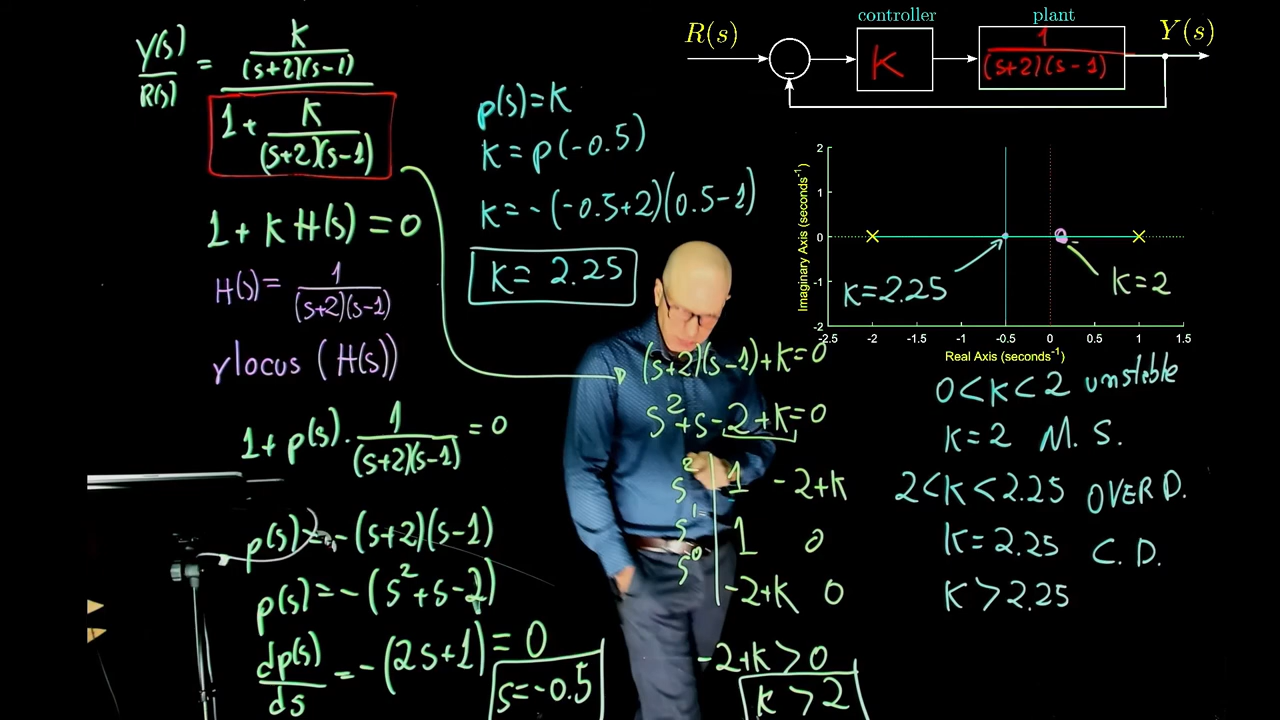 Y(s)/R(s) = (K/((s+2)(s-1)))/(1+K/((s+2)(s-1)))
1 + K H(s) = 0
H(s) = 1/((s+2)(s-1))
rlocus (H(s))
1 + p(s) · 1/((s+2)(s-1)) = 0
p(s) = -(s+2)(s-1)
p(s) = -(s²+s-2)
dp(s)/ds = -(2s+1) = 0
s=-0.5
p(s)=K
K = p(-0.5)
K=-(-0.5+2)(0.5-1)
K= 2.25
(s+2)(s-1)+K=0
s²+s-2+K=0
s² 1 -2+K
s¹ 1 0
s⁰ -2+K 0
-2+K>0
K>2
controller
plant
R(s)
-
K
1/((s+2)(s-1))
Y(s)
Imaginary Axis (seconds⁻¹)
2
1
0
-1
-2
K=2.25
K=2
-2.5 -2 -1.5 -1 -0.5 0 0.5 1 1.5
Real Axis (seconds⁻¹)
0<K<2 unstable
K=2 M. S.
2<K<2.25 OVER D.
K=2.25 C. D.
K>2.25